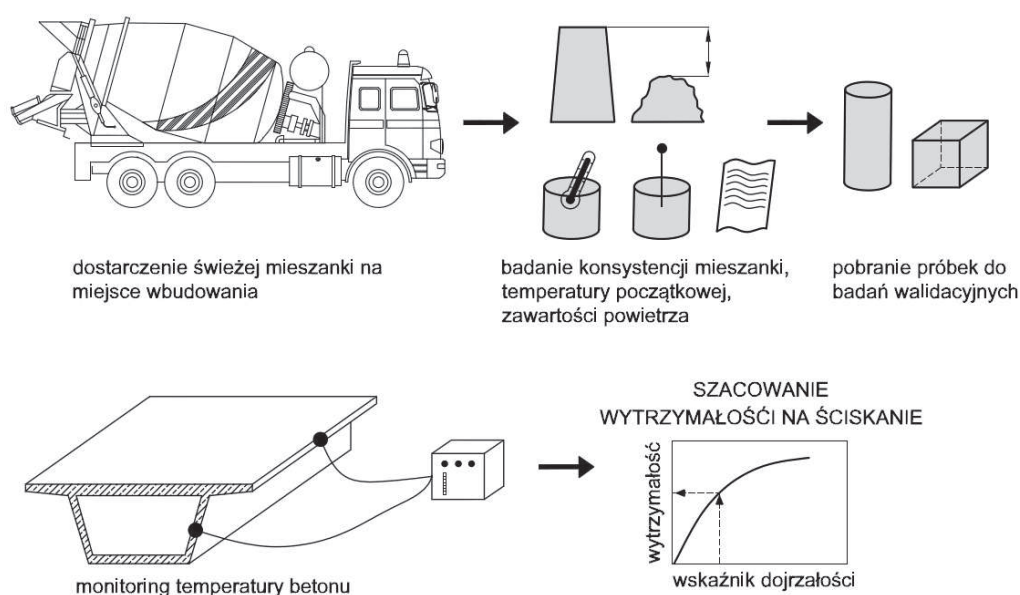 dostarczenie świeżej mieszanki na
miejsce wbudowania
badanie konsystencji mieszanki,
temperatury początkowej,
zawartości powietrza
pobranie próbek do
badań walidacyjnych
SZACOWANIE
WYTRZYMAŁOŚĆI NA ŚCISKANIE
wytrzymałość
wskaźnik dojrzałości
monitoring temperatury betonu